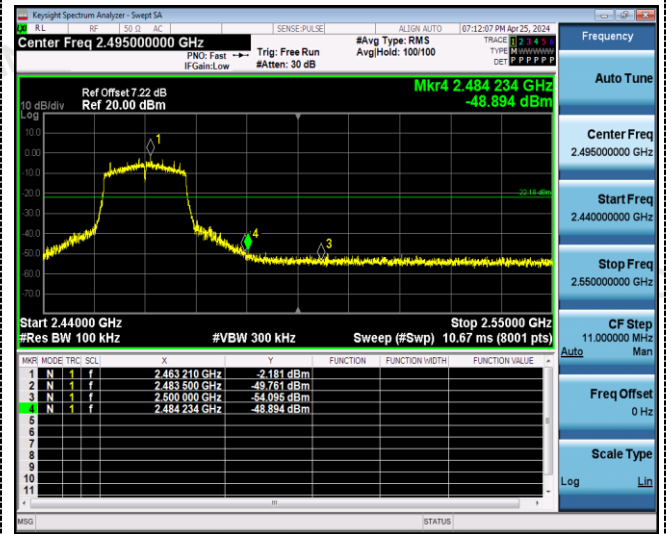 Keysight Spectrum Analyzer - Swept SA
RL RF 50 Ω AC SENSE:PULSE ALIGN AUTO 07:12:07 PM Apr 25, 2024
Center Freq 2.495000000 GHz
PNO: Fast
IFGain:Low
Trig: Free Run
#Atten: 30 dB
#Avg Type: RMS
Avg|Hold: 100/100
TRACE 1 2 3 4 5 6
TYPE M W W W W W
DET P P P P P P
Mkr4 2.484 234 GHz
-48.894 dBm
Ref Offset 7.22 dB
10 dB/div Ref 20.00 dBm
Log
10.0
0.00
-10.0
-20.0
-30.0
-40.0
-50.0
-60.0
-70.0
1
4
3
-22.18 dBm
Start 2.44000 GHz Stop 2.55000 GHz
#Res BW 100 kHz #VBW 300 kHz Sweep (#Swp) 10.67 ms (8001 pts)
MKR MODE TRC SCL X Y FUNCTION FUNCTION WIDTH FUNCTION VALUE
1 N 1 f 2.463 210 GHz -2.181 dBm
2 N 1 f 2.483 500 GHz -49.761 dBm
3 N 1 f 2.500 000 GHz -54.095 dBm
4 N 1 f 2.484 234 GHz -48.894 dBm
5
6
7
8
9
10
11
MSG STATUS
Frequency
Auto Tune
Center Freq
2.495000000 GHz
Start Freq
2.440000000 GHz
Stop Freq
2.550000000 GHz
CF Step
11.000000 MHz
Auto Man
Freq Offset
0 Hz
Scale Type
Log Lin